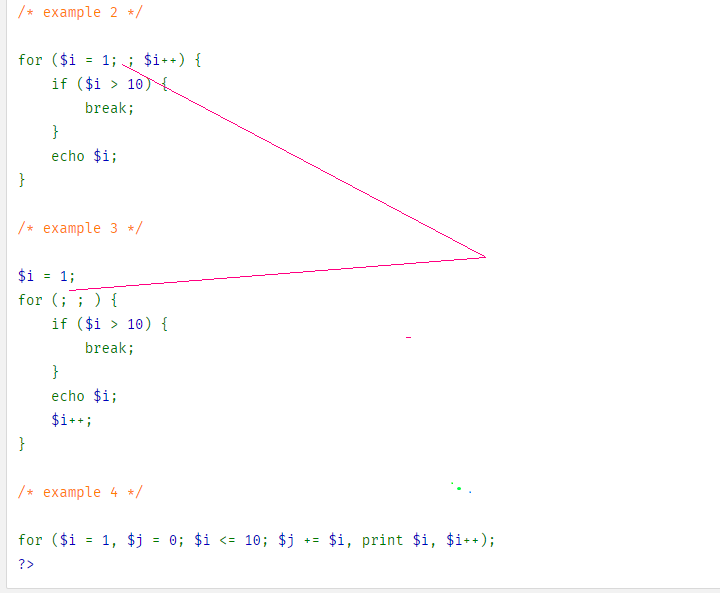 /* example 2 */
for ($i = 1; ; $i++) {
    if ($i > 10) {
        break;
    }
    echo $i;
}
/* example 3 */
$i = 1;
for (; ; ) {
    if ($i > 10) {
        break;
    }
    echo $i;
    $i++;
}
/* example 4 */
for ($i = 1, $j = 0; $i <= 10; $j += $i, print $i, $i++);
?>